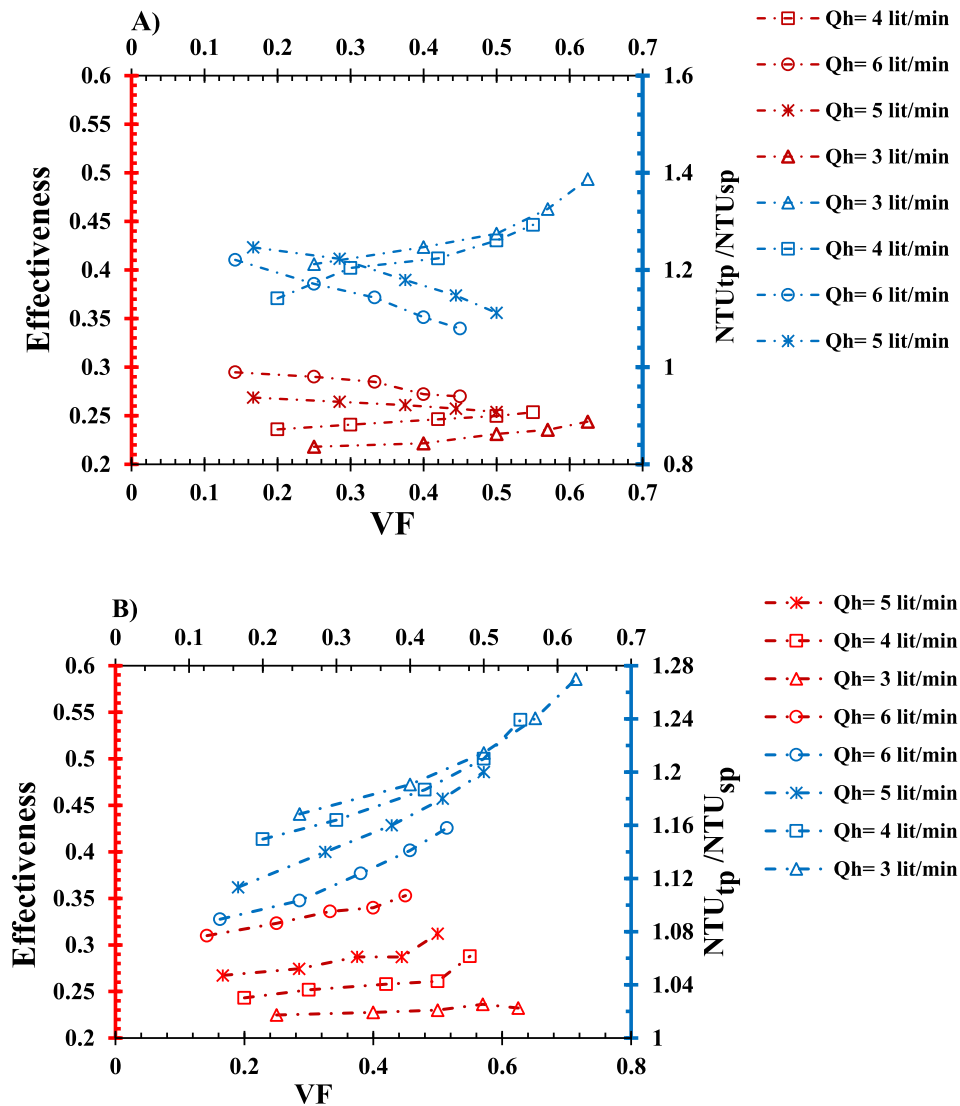 A)
0 0.1 0.2 0.3 0.4 0.5 0.6 0.7
0.6
0.55
0.5
0.45
0.4
0.35
0.3
0.25
0.2
Effectiveness
1.6
1.4
1.2
1
0.8
NTUtp /NTUsp
0 0.1 0.2 0.3 0.4 0.5 0.6 0.7
VF
Qh= 4 lit/min
Qh= 6 lit/min
Qh= 5 lit/min
Qh= 3 lit/min
Qh= 3 lit/min
Qh= 4 lit/min
Qh= 6 lit/min
Qh= 5 lit/min
B)
0 0.1 0.2 0.3 0.4 0.5 0.6 0.7
0.6
0.55
0.5
0.45
0.4
0.35
0.3
0.25
0.2
Effectiveness
1.28
1.24
1.2
1.16
1.12
1.08
1.04
1
NTUtp /NTUsp
0 0.2 0.4 0.6 0.8
VF
Qh= 5 lit/min
Qh= 4 lit/min
Qh= 3 lit/min
Qh= 6 lit/min
Qh= 6 lit/min
Qh= 5 lit/min
Qh= 4 lit/min
Qh= 3 lit/min